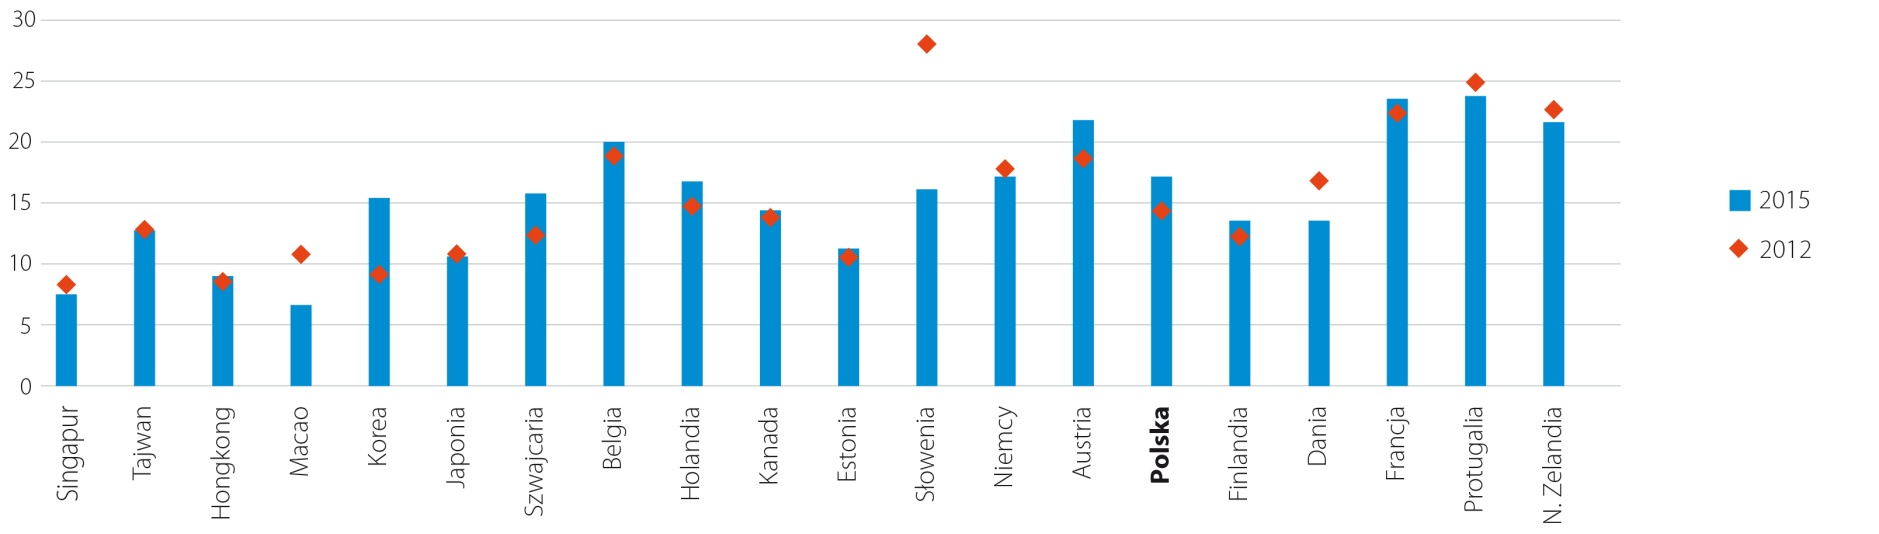 30
25
20
15
10
5
0
Singapur
Tajwan
Hongkong
Macao
Korea
Japonia
Szwajcaria
Belgia
Holandia
Kanada
Estonia
Słowenia
Niemcy
Austria
Polska
Finlandia
Dania
Francja
Protugalia
N. Zelandia
2015
2012